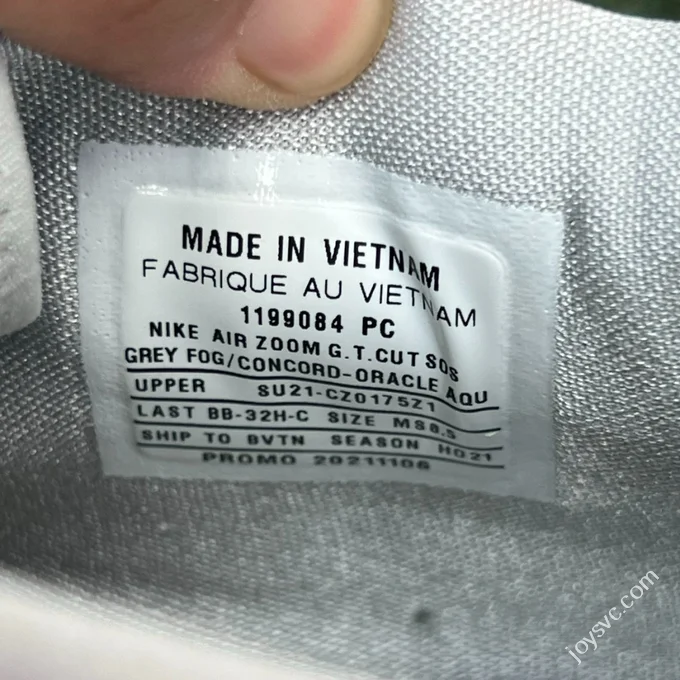 MADE IN VIETNAM
FABRIQUE AU VIETNAM
1199084 PC
NIKE AIR ZOOM G.T.CUT SOS
GREY FOG/CONCORD-ORACLE AQU
UPPER SU21-CZ0175Z1
LAST BB-32H-C SIZE MS8.5
SHIP TO BVTN SEASON HO21
PROMO 20211106
joysvc.com